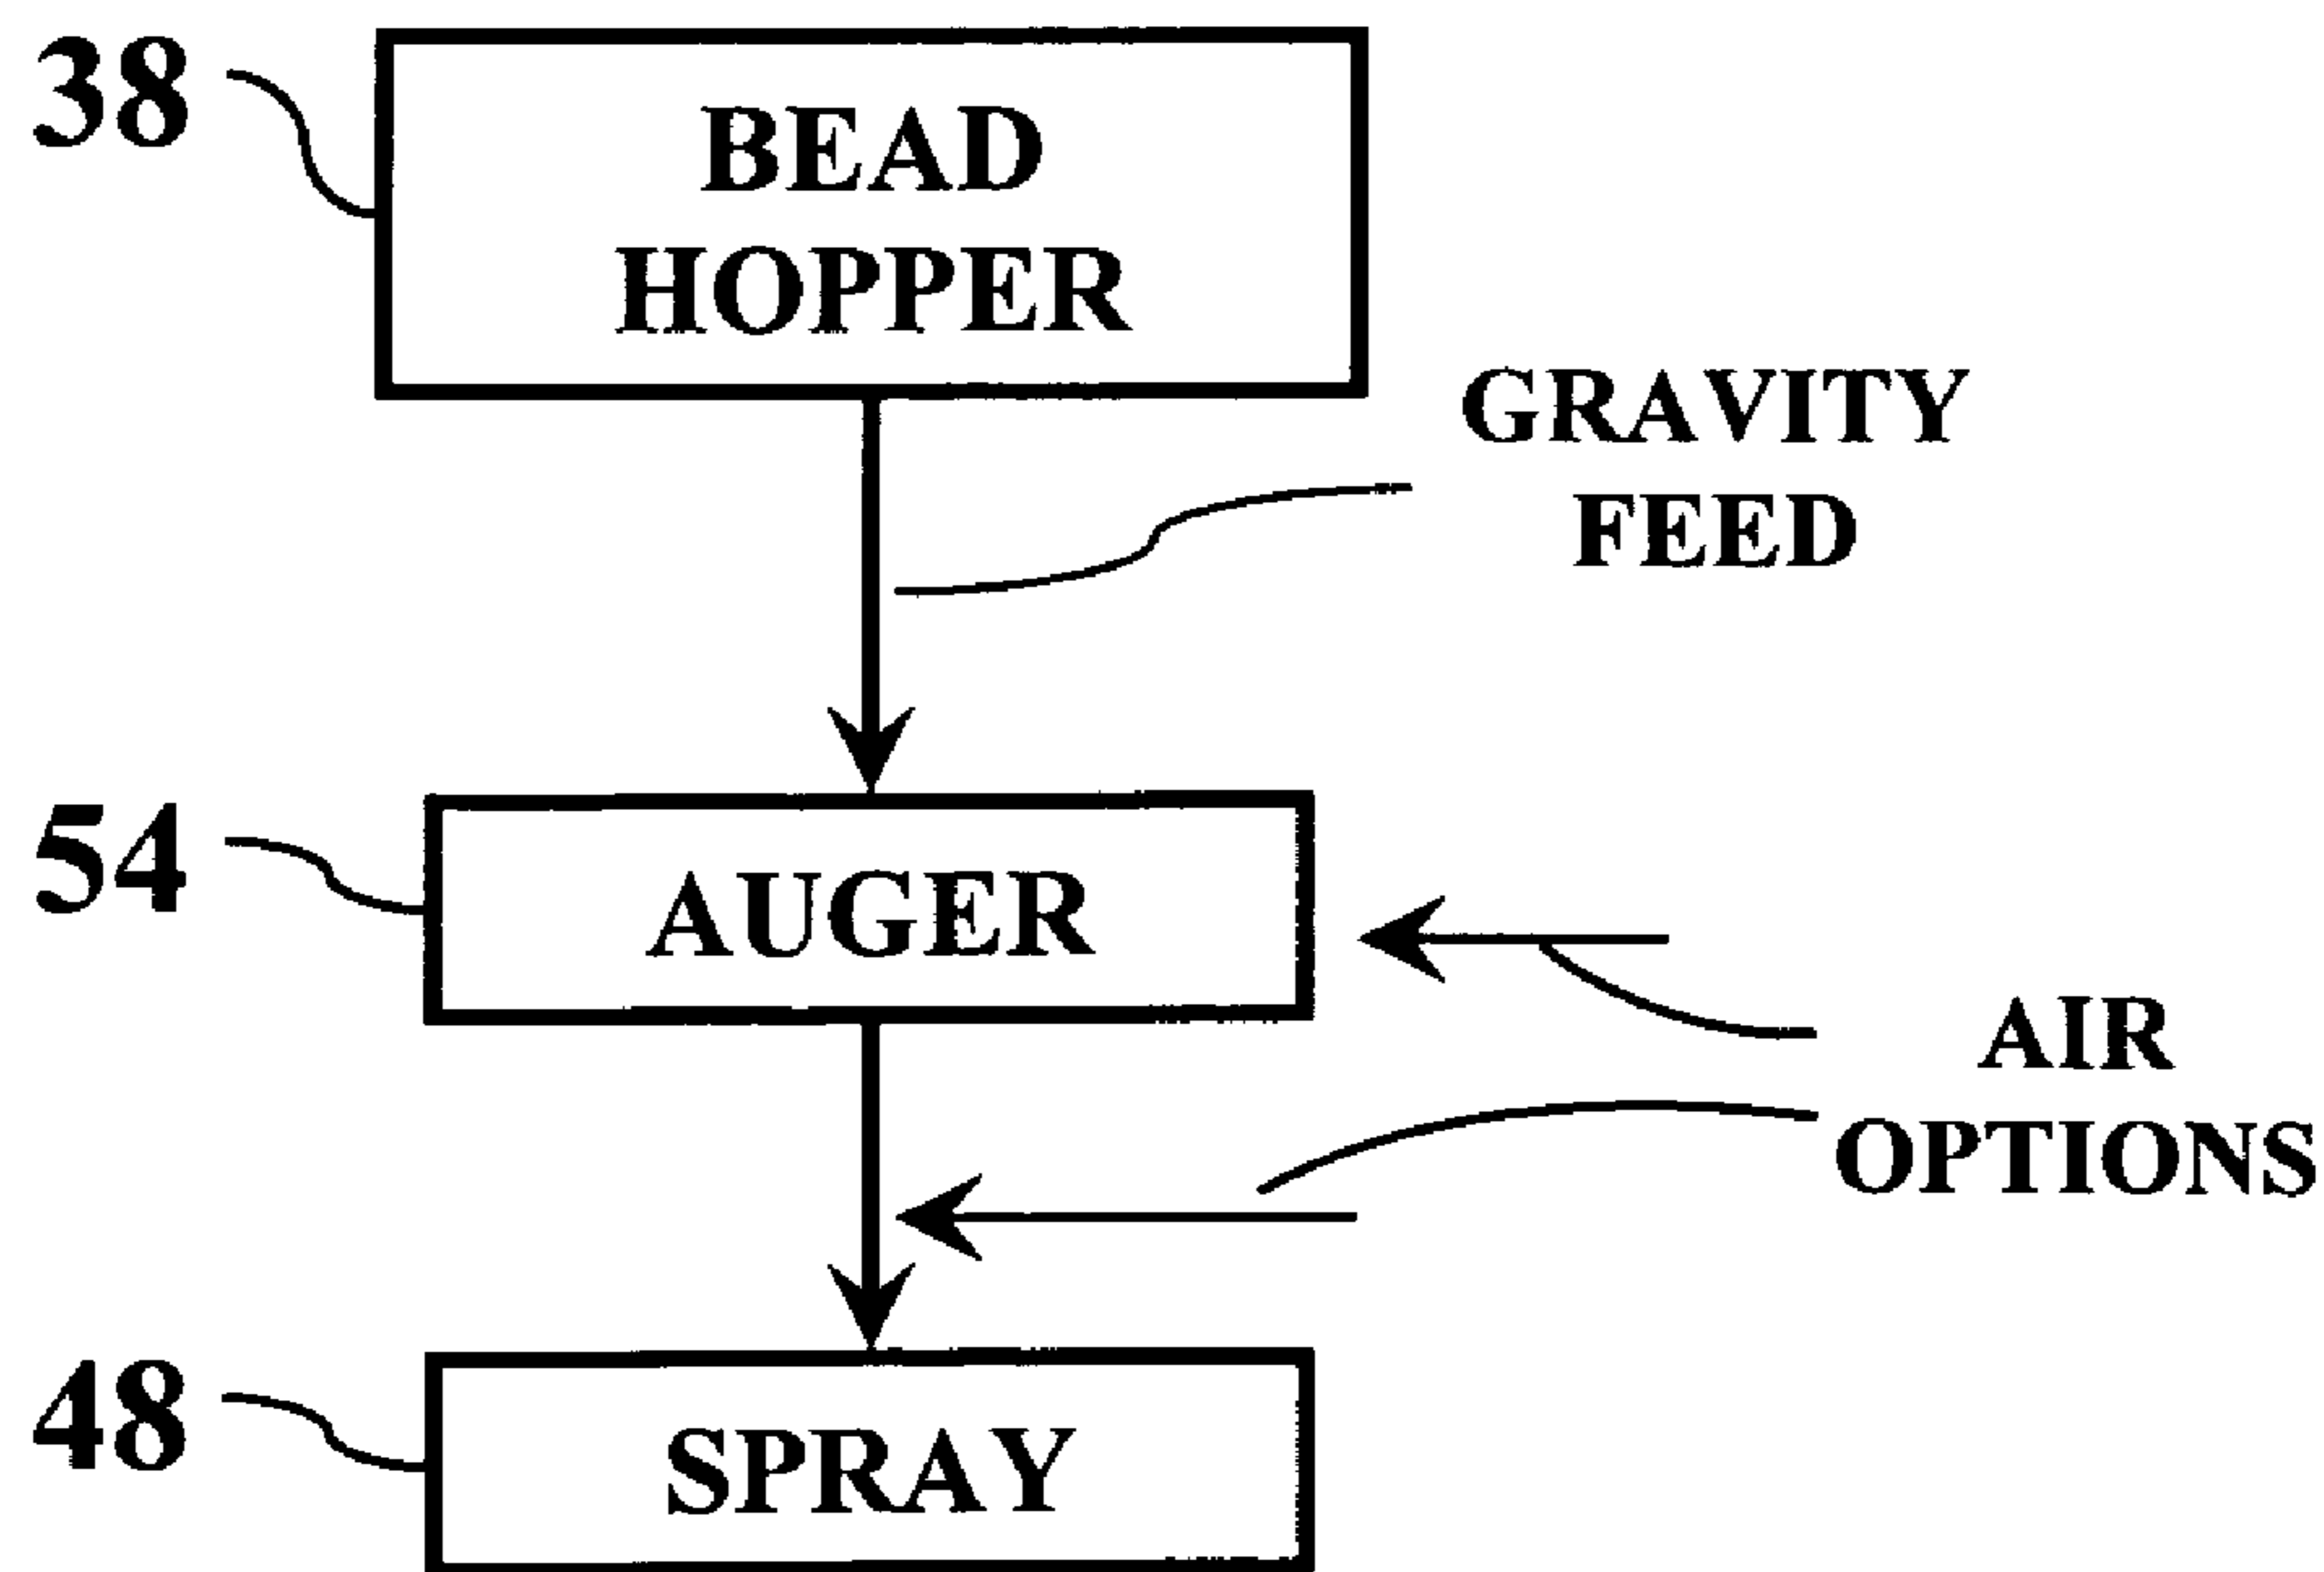 38
BEAD
HOPPER
GRAVITY
FEED
54
AUGER
AIR
OPTIONS
48
SPRAY